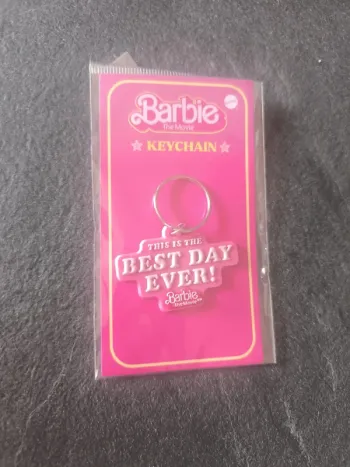 Barbie
the Movie
KEYCHAIN
THIS IS THE
BEST DAY
EVER!
Barbie
the Movie